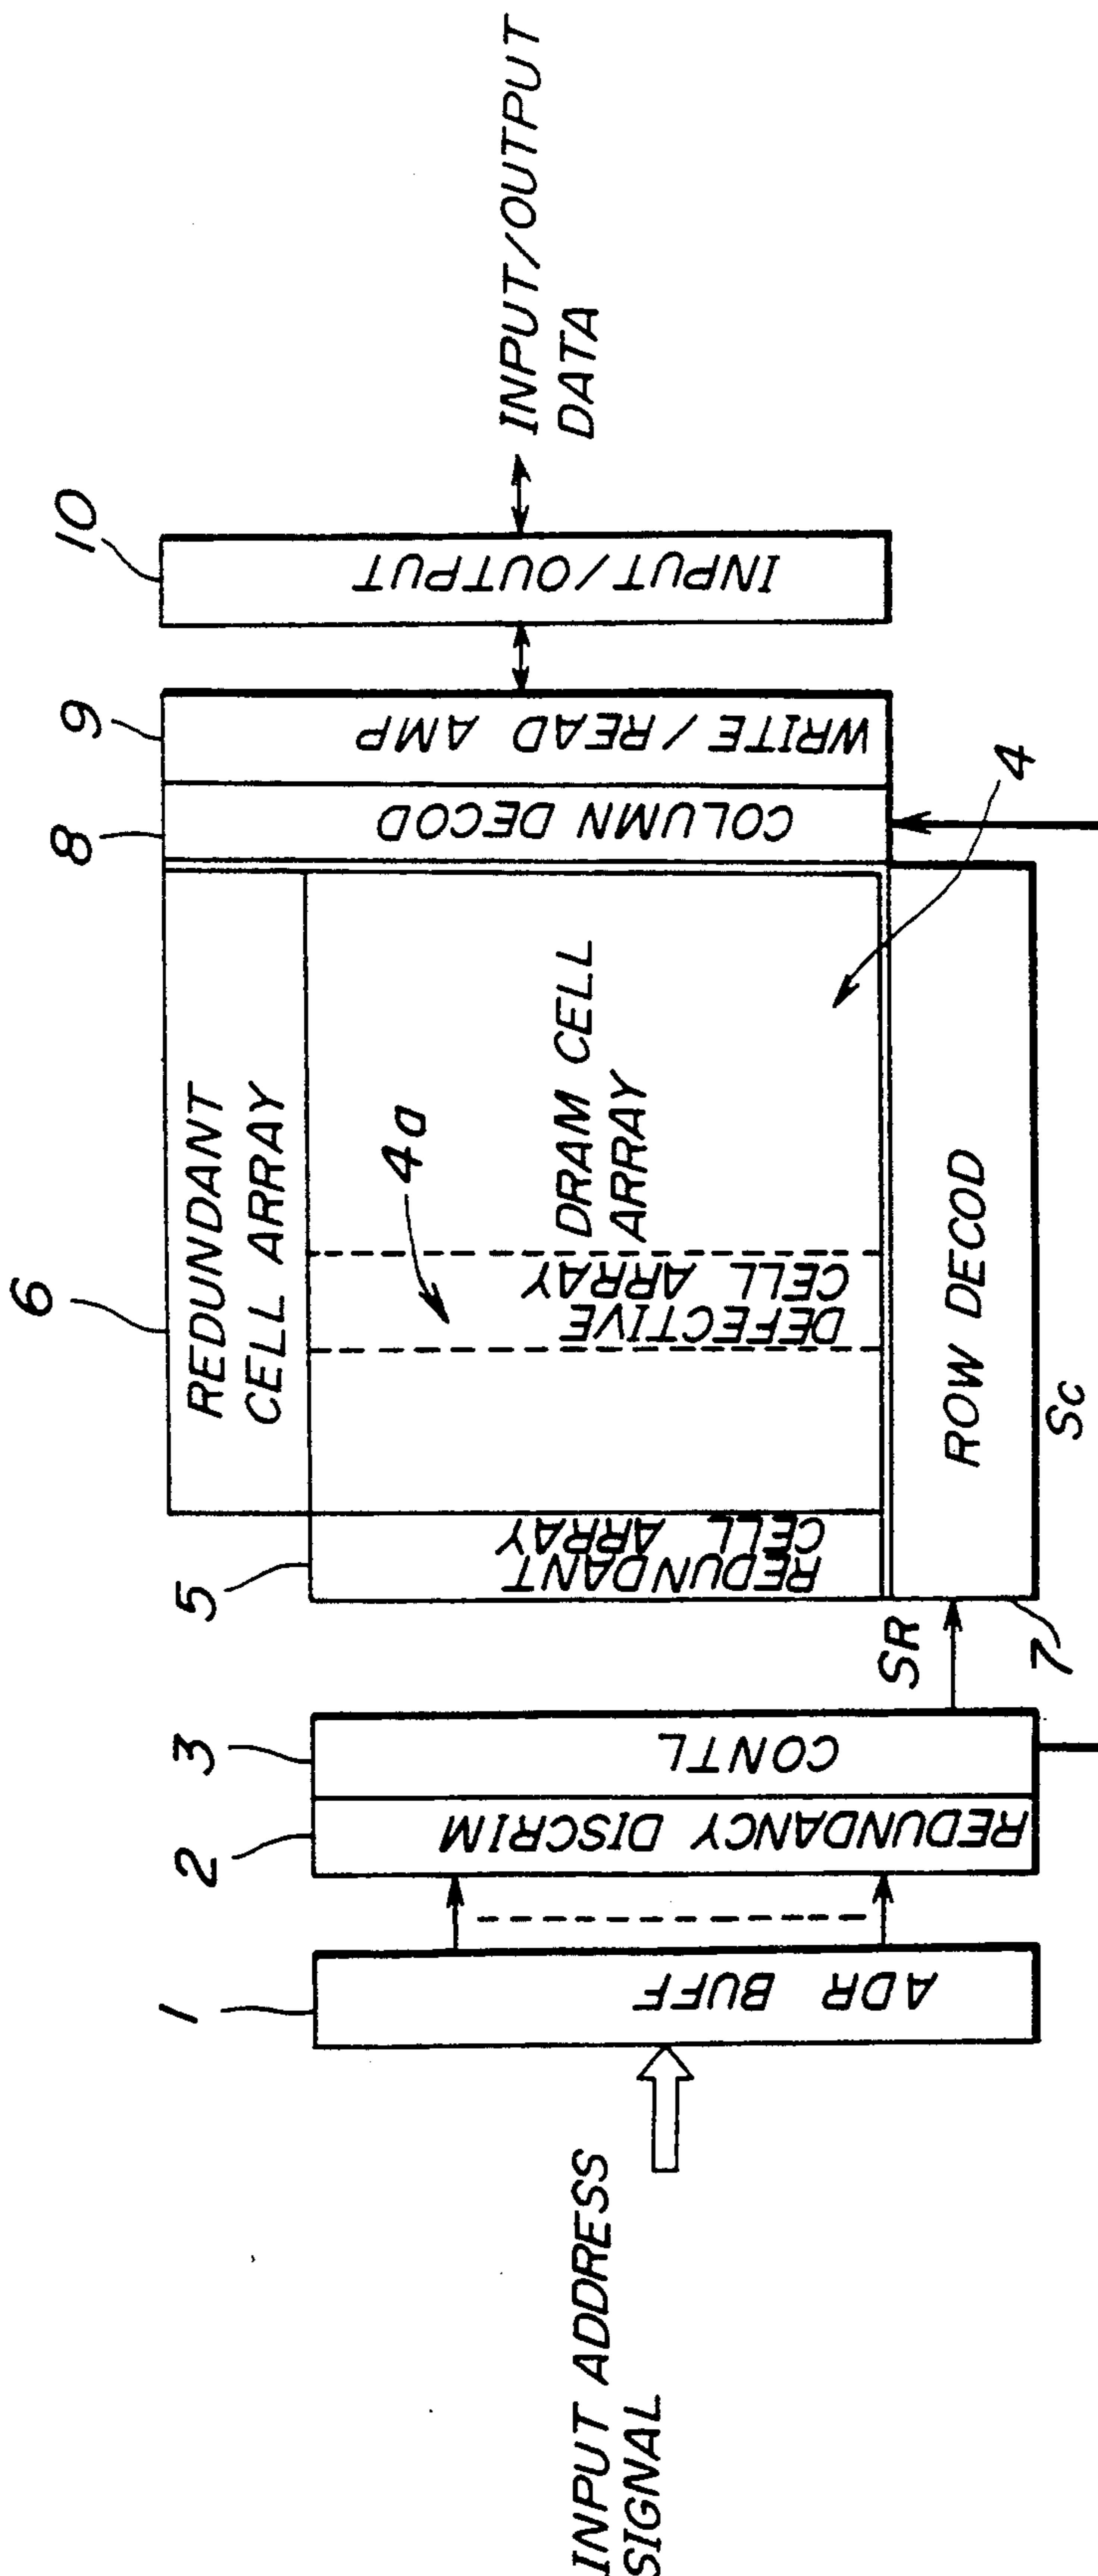 INPUT ADDRESS
SIGNAL
1
ADR BUFF
2
REDUNDANCY DISCRIM
3
CONTL
SR
5
REDUNDANT
CELL ARRAY
6
REDUNDANT
CELL ARRAY
4a
DEFECTIVE
CELL ARRAY
DRAM CELL
ARRAY
4
7
ROW DECOD
Sc
8
COLUMN DECOD
9
WRITE/READ AMP
10
INPUT/OUTPUT
INPUT/OUTPUT
DATA